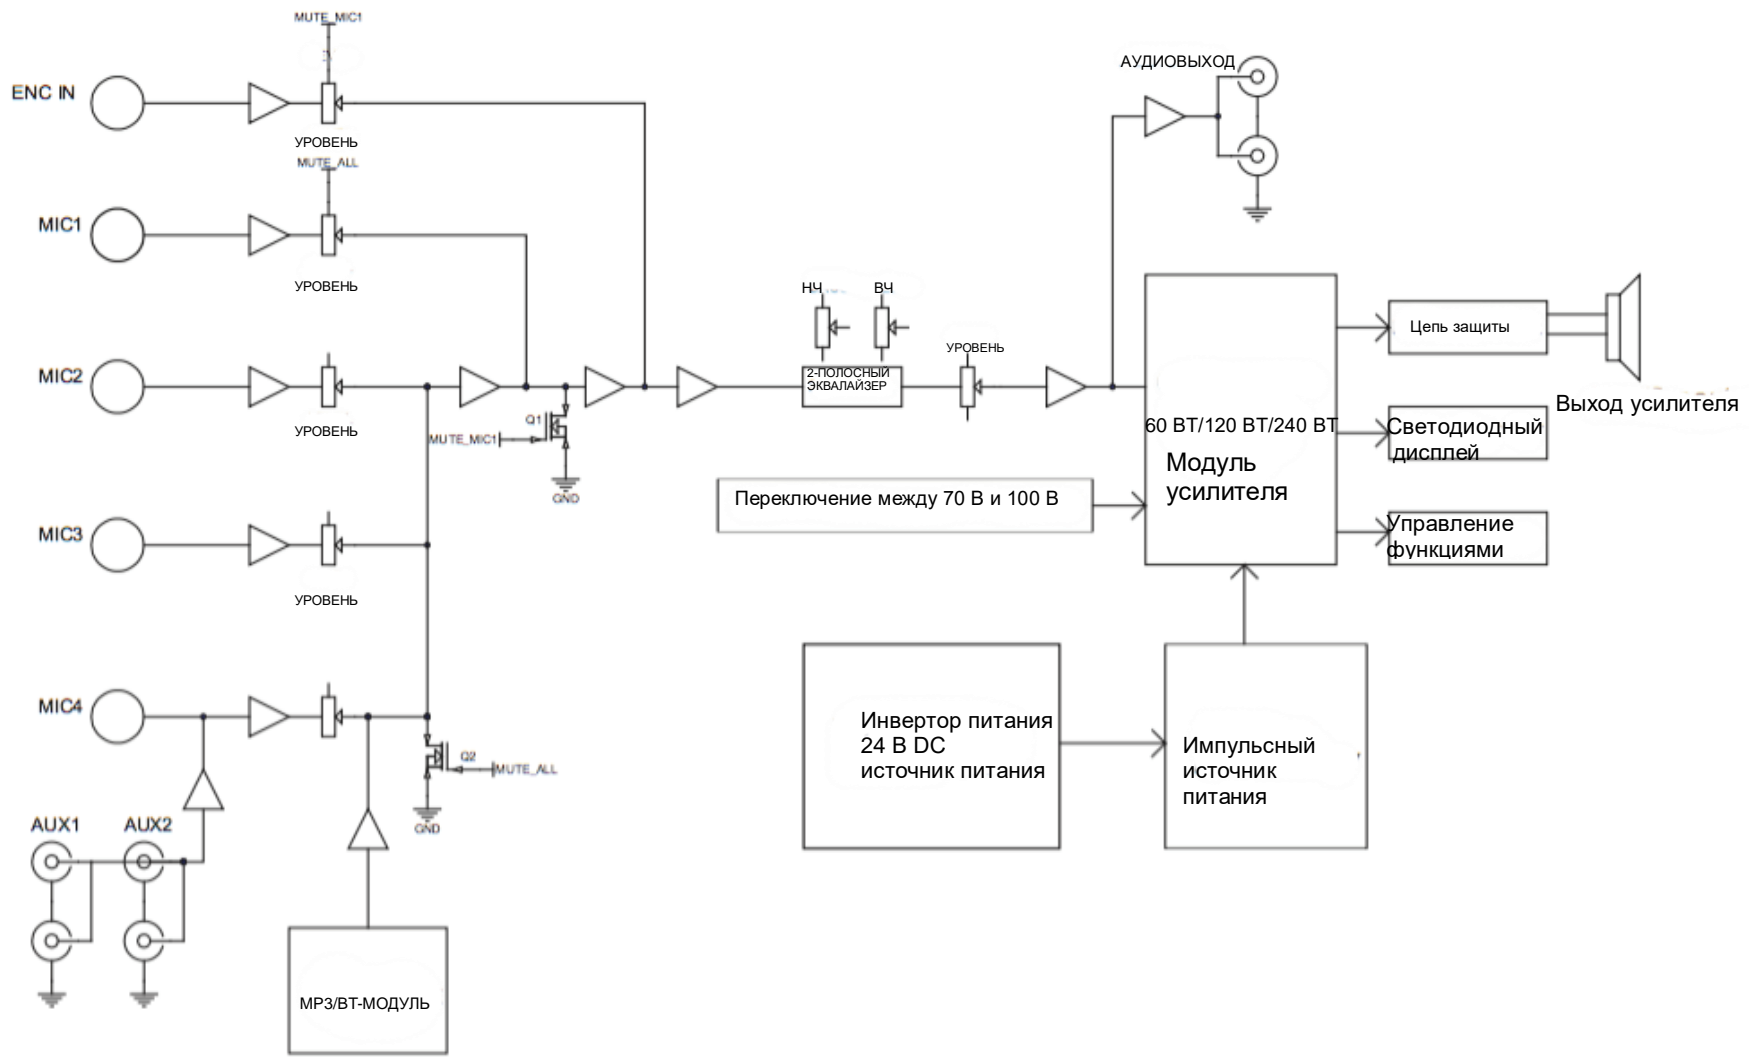 MUTE_MIC1
ENC IN
УРОВЕНЬ
MUTE_ALL
MIC1
УРОВЕНЬ
MIC2
УРОВЕНЬ
MIC3
УРОВЕНЬ
MIC4
AUX1
AUX2
MP3/BT-МОДУЛЬ
Q1
MUTE_MIC1
GND
Q2
MUTE_ALL
GND
НЧ
ВЧ
2-ПОЛОСНЫЙ
ЭКВАЛАЙЗЕР
УРОВЕНЬ
АУДИОВЫХОД
60 ВТ/120 ВТ/240 ВТ
Модуль
усилителя
Переключение между 70 В и 100 В
Цепь защиты
Выход усилителя
Светодиодный
дисплей
Управление
функциями
Инвертор питания
24 В DC
источник питания
Импульсный
источник
питания